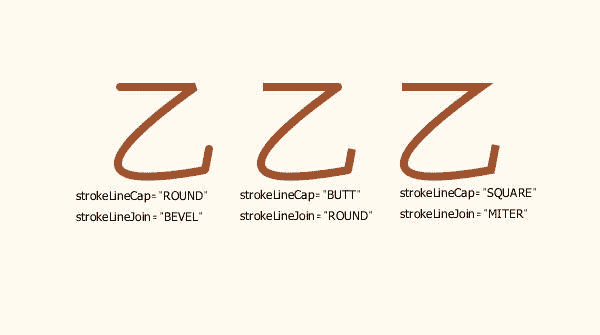 strokeLineCap= "ROUND"
strokeLineJoin= "BEVEL"
strokeLineCap= "BUTT"
strokeLineJoin= "ROUND"
strokeLineCap= "SQUARE"
strokeLineJoin= "MITER"